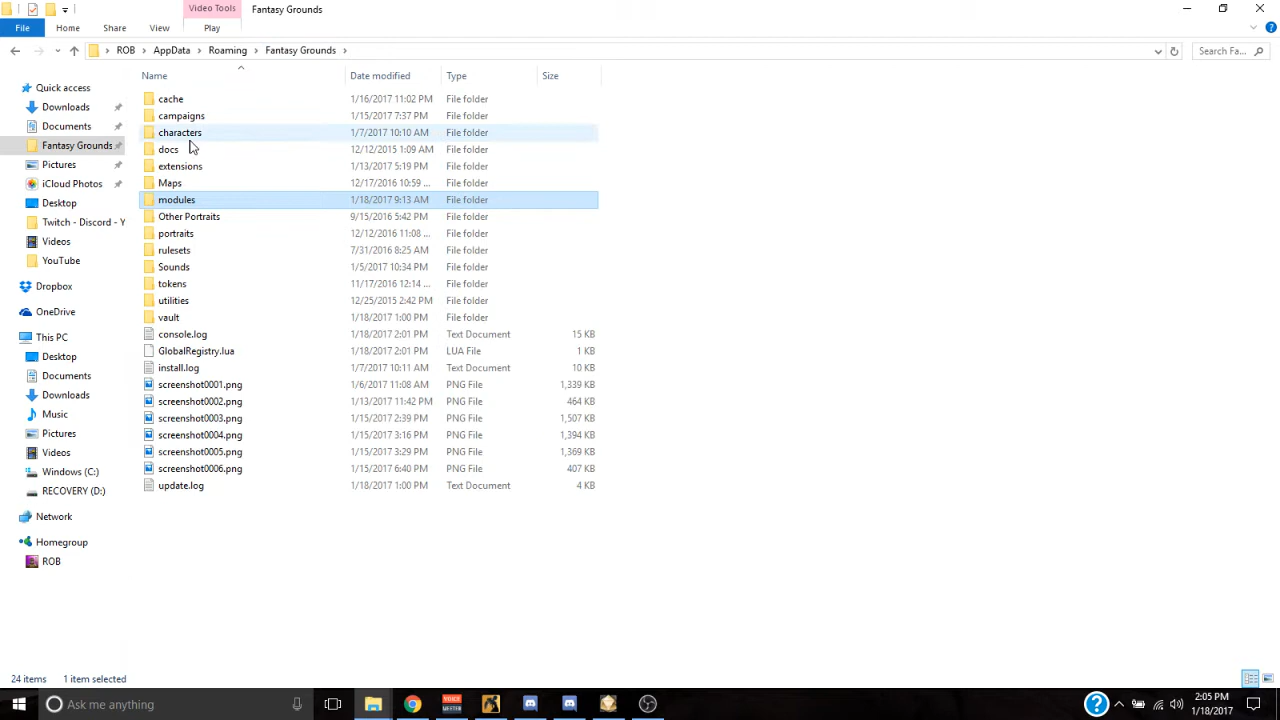 Video Tools
Fantasy Grounds
File
Home
Share
View
Play
ROB > AppData > Roaming > Fantasy Grounds >
Search Fa...
Name
Date modified
Type
Size
Quick access
Downloads
Documents
Fantasy Grounds
Pictures
iCloud Photos
Desktop
Twitch - Discord - Y
Videos
YouTube
Dropbox
OneDrive
This PC
Desktop
Documents
Downloads
Music
Pictures
Videos
Windows (C:)
RECOVERY (D:)
Network
Homegroup
ROB
cache 1/16/2017 11:02 PM File folder
campaigns 1/15/2017 7:37 PM File folder
characters 1/7/2017 10:10 AM File folder
docs 12/12/2015 1:09 AM File folder
extensions 1/13/2017 5:19 PM File folder
Maps 12/17/2016 10:59 ... File folder
modules 1/18/2017 9:13 AM File folder
Other Portraits 9/15/2016 5:42 PM File folder
portraits 12/12/2016 11:08 ... File folder
rulesets 7/31/2016 8:25 AM File folder
Sounds 1/5/2017 10:34 PM File folder
tokens 11/17/2016 12:14 ... File folder
utilities 12/25/2015 2:42 PM File folder
vault 1/18/2017 1:00 PM File folder
console.log 1/18/2017 2:01 PM Text Document 15 KB
GlobalRegistry.lua 1/18/2017 2:01 PM LUA File 1 KB
install.log 1/7/2017 10:11 AM Text Document 10 KB
screenshot0001.png 1/6/2017 11:08 AM PNG File 1,339 KB
screenshot0002.png 1/13/2017 11:42 PM PNG File 464 KB
screenshot0003.png 1/15/2017 2:39 PM PNG File 1,507 KB
screenshot0004.png 1/15/2017 3:16 PM PNG File 1,394 KB
screenshot0005.png 1/15/2017 3:29 PM PNG File 1,369 KB
screenshot0006.png 1/15/2017 6:40 PM PNG File 407 KB
update.log 1/18/2017 1:00 PM Text Document 4 KB
24 items 1 item selected
Ask me anything
VOICE
MEETER
2:05 PM
1/18/2017